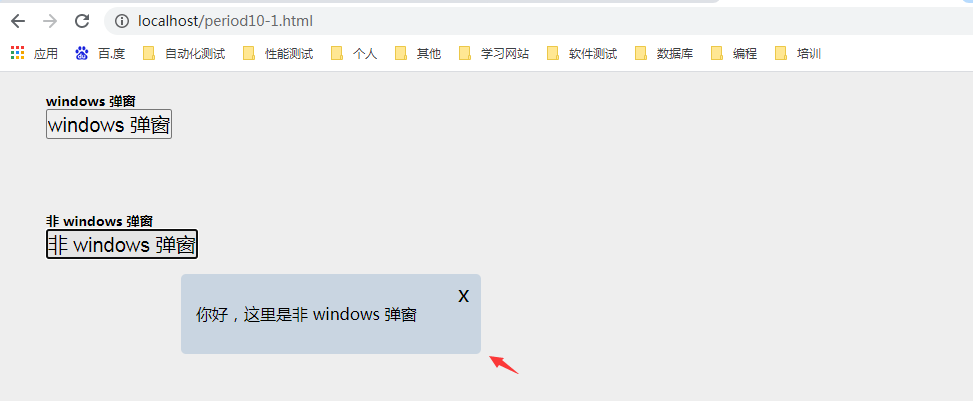 localhost/period10-1.html
应用 百度 自动化测试 性能测试 个人 其他 学习网站 软件测试 数据库 编程 培训
windows 弹窗
windows 弹窗
非 windows 弹窗
非 windows 弹窗
X
你好，这里是非 windows 弹窗